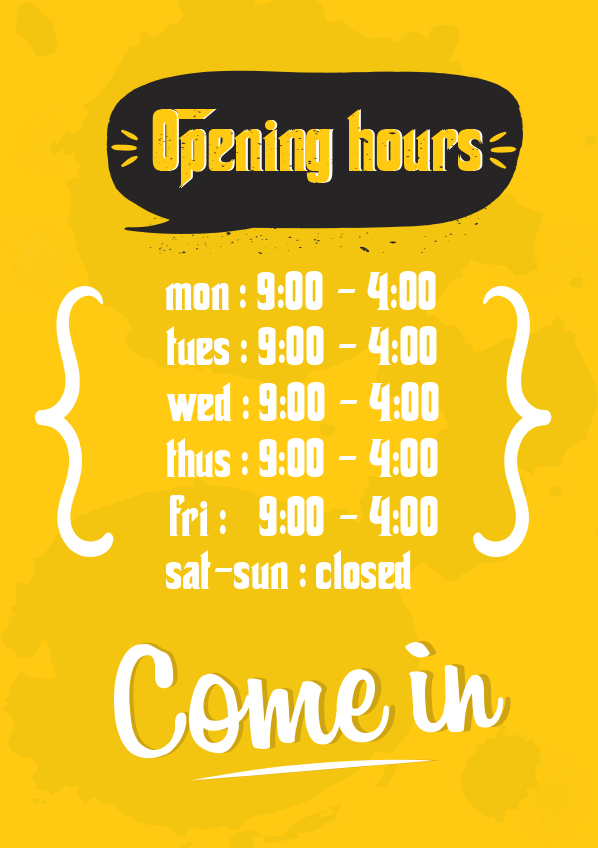 Opening hours
mon : 9:00 - 4:00
tues : 9:00 - 4:00
wed : 9:00 - 4:00
thus : 9:00 - 4:00
fri : 9:00 - 4:00
sat-sun : closed
Come in